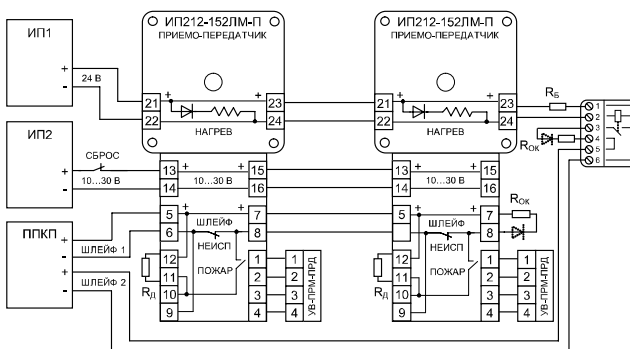 ИП1
+
24 В
-
ИП2
+
СБРОС
10...30 В
-
ППКП
+
-
ШЛЕЙФ 1
+
ШЛЕЙФ 2
-
ИП212-152ЛМ-П
ПРИЕМО-ПЕРЕДАТЧИК
21 + + 23
22 24
НАГРЕВ
13 + + 15
10...30 В
14 - - 16
5 + + 7
ШЛЕЙФ
6 - - 8
НЕИСП
12
ПОЖАР
11
10
9
RД
1 1
2 2
3 3
4 4
УВ-ПРМ-ПРД
ИП212-152ЛМ-П
ПРИЕМО-ПЕРЕДАТЧИК
21 + + 23
22 24
НАГРЕВ
13 + + 15
10...30 В
14 - - 16
5 + + 7
ШЛЕЙФ
- 8
НЕИСП
12
ПОЖАР
11
10
9
RД
1 1
2 2
3 3
4 4
УВ-ПРМ-ПРД
RОК
RБ
RОК
1
2
3
4
5
6